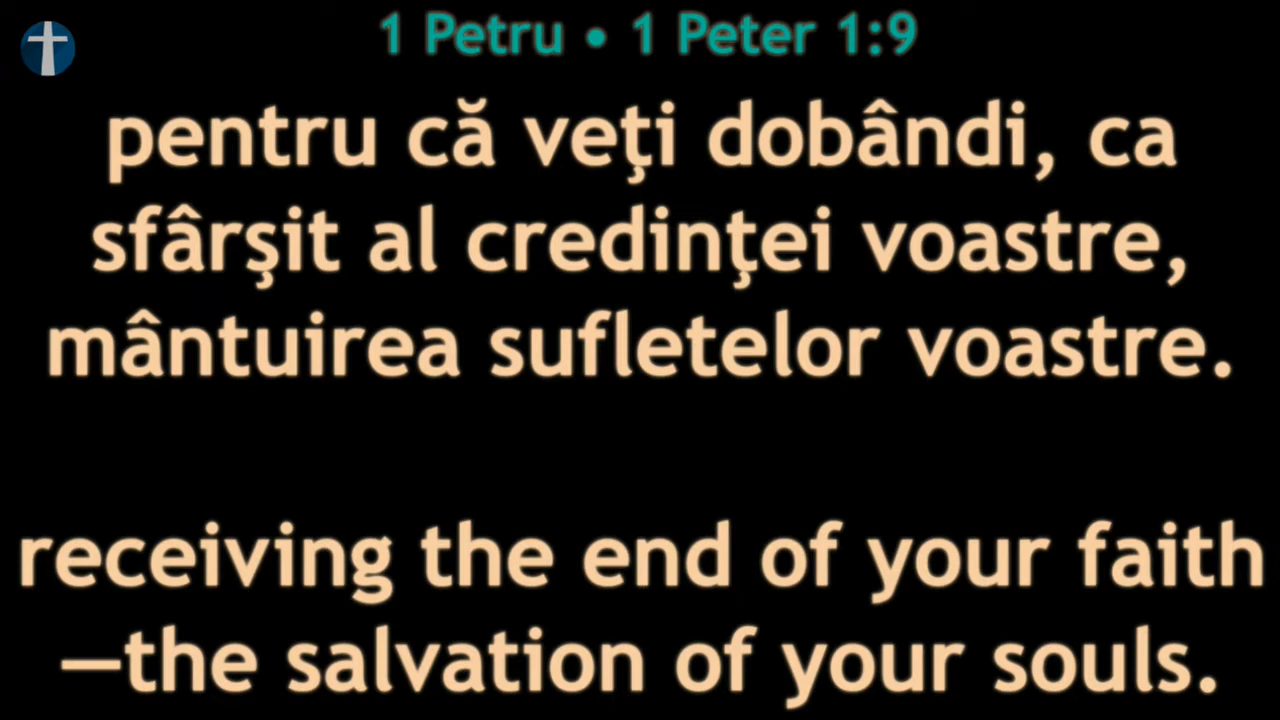 1 Petru • 1 Peter 1:9
pentru că veţi dobândi, ca
sfârşit al credinţei voastre,
mântuirea sufletelor voastre.
receiving the end of your faith
—the salvation of your souls.